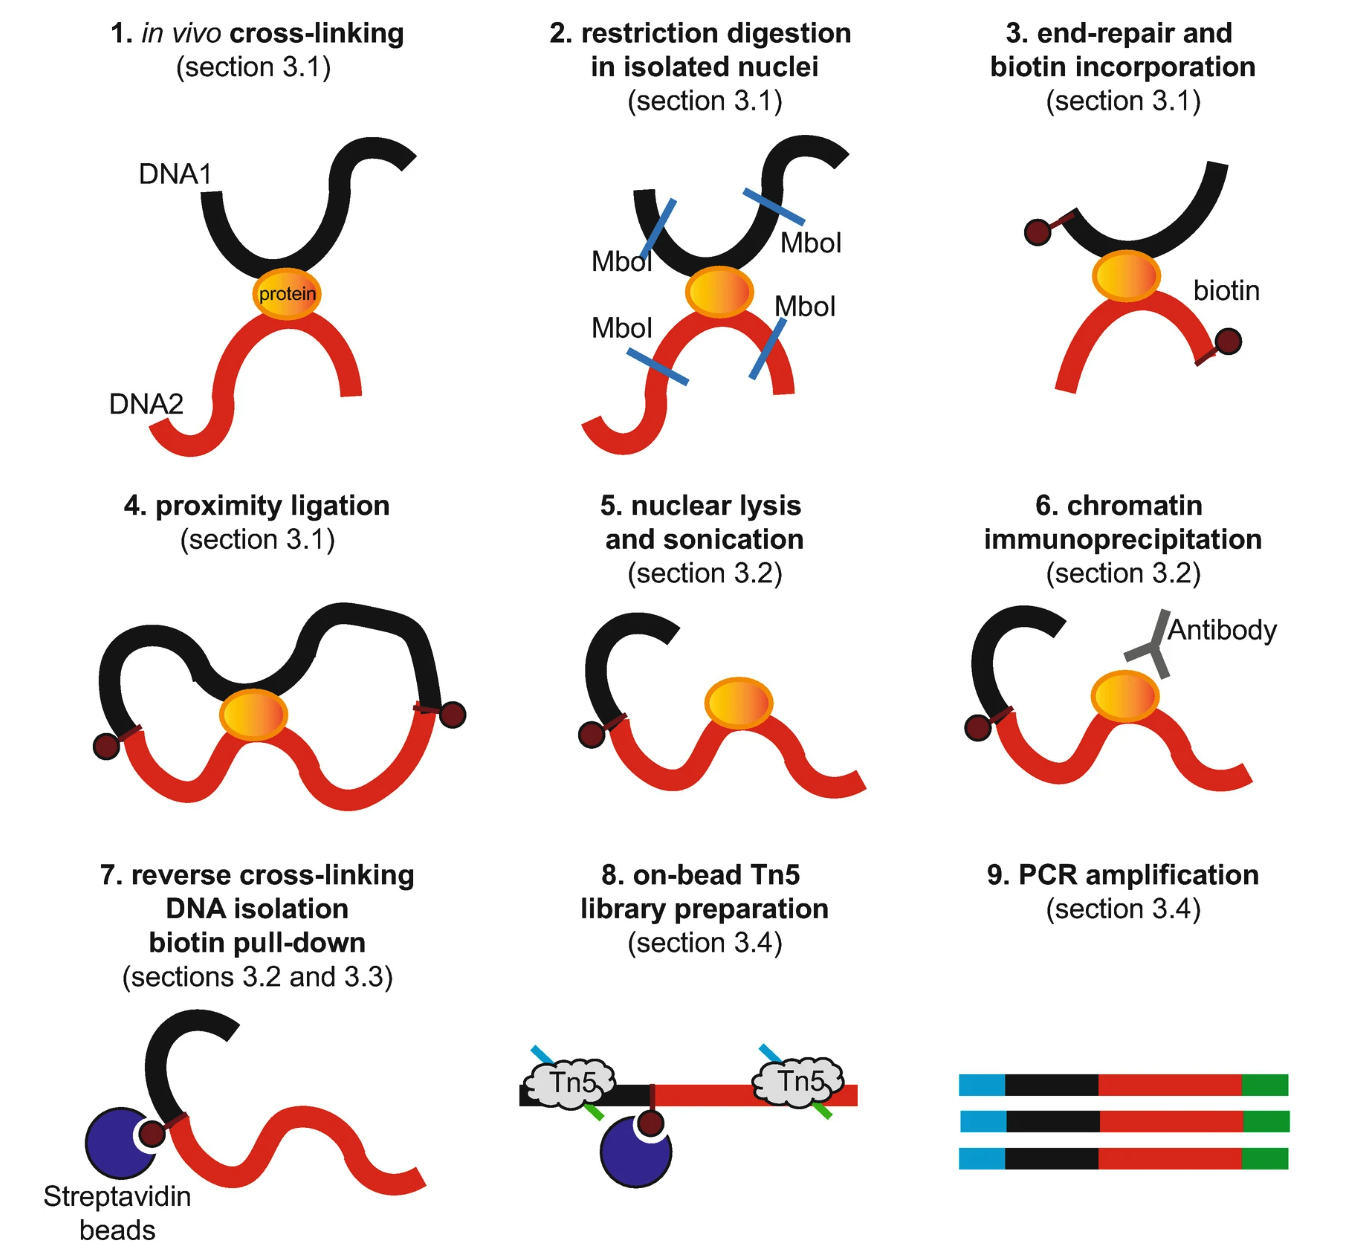 1. in vivo cross-linking
(section 3.1)
2. restriction digestion
in isolated nuclei
(section 3.1)
3. end-repair and
biotin incorporation
(section 3.1)
DNA1
protein
DNA2
MboI
MboI
MboI
MboI
biotin
4. proximity ligation
(section 3.1)
5. nuclear lysis
and sonication
(section 3.2)
6. chromatin
immunoprecipitation
(section 3.2)
Antibody
7. reverse cross-linking
DNA isolation
biotin pull-down
(sections 3.2 and 3.3)
Streptavidin
beads
8. on-bead Tn5
library preparation
(section 3.4)
Tn5
Tn5
9. PCR amplification
(section 3.4)